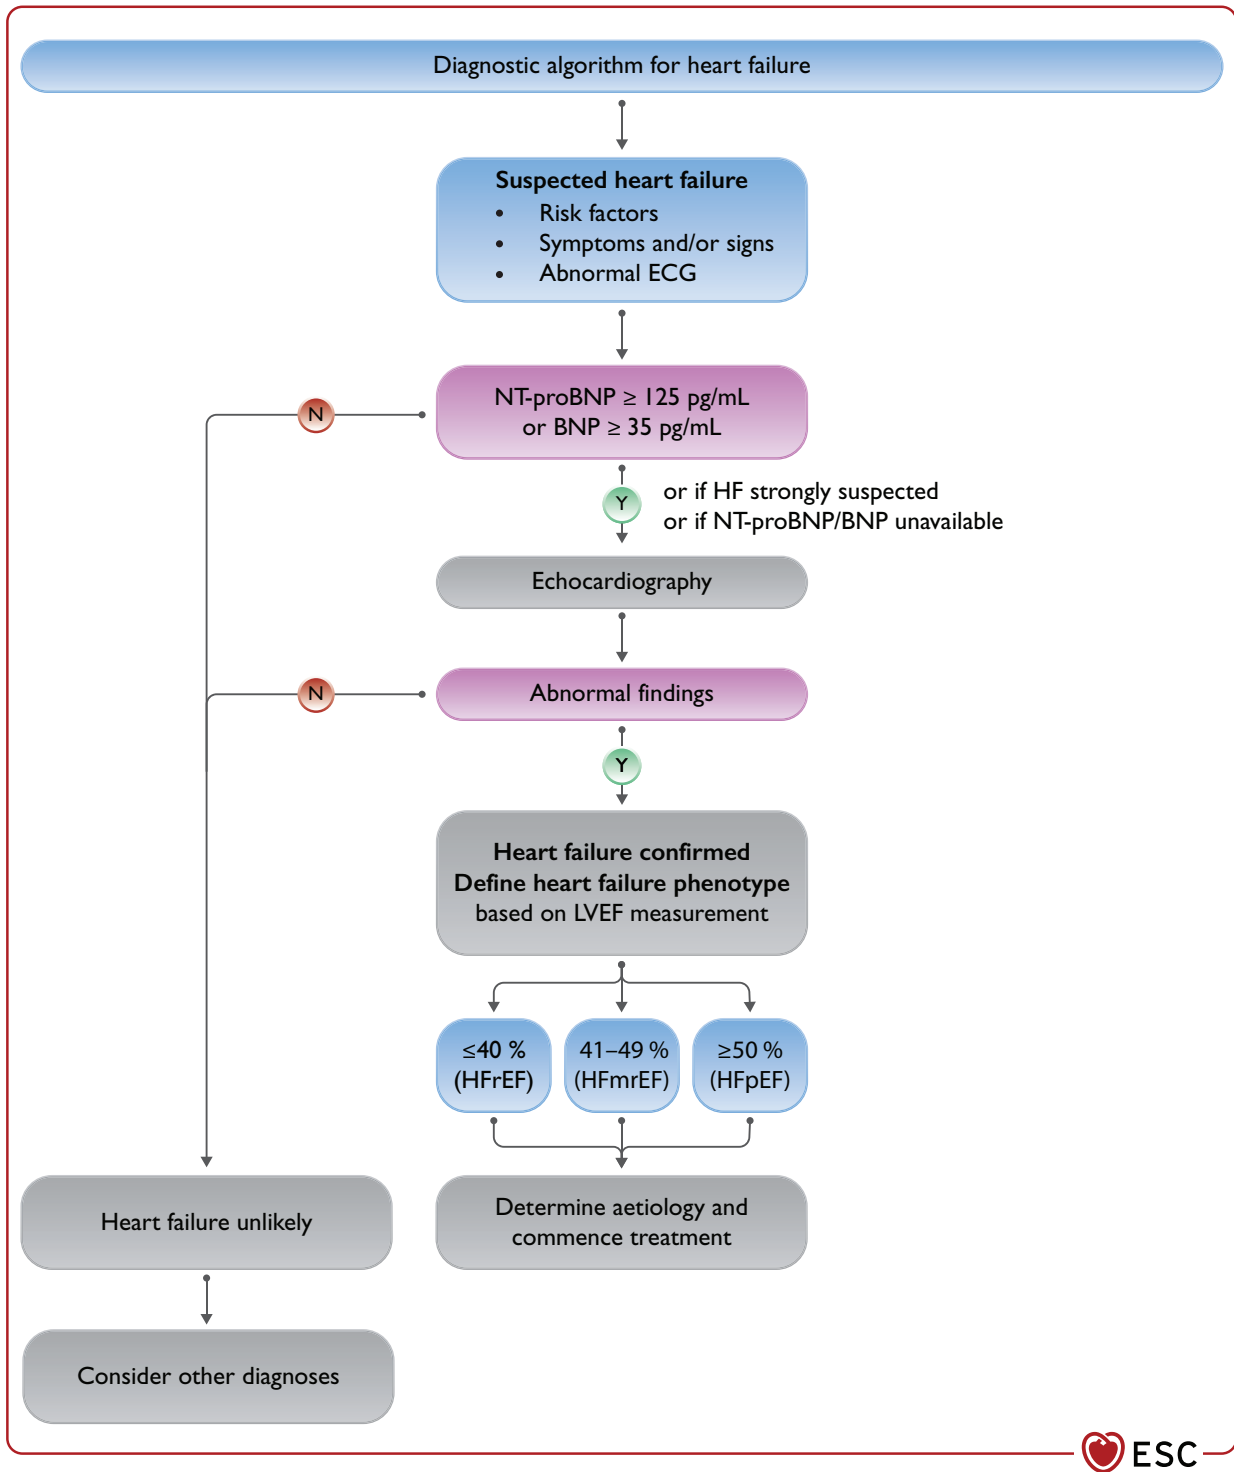 Diagnostic algorithm for heart failure
Suspected heart failure
• Risk factors
• Symptoms and/or signs
• Abnormal ECG
NT-proBNP ≥ 125 pg/mL
or BNP ≥ 35 pg/mL
N
Y
or if HF strongly suspected
or if NT-proBNP/BNP unavailable
Echocardiography
Abnormal findings
N
Y
Heart failure confirmed
Define heart failure phenotype
based on LVEF measurement
≤40 %
(HFrEF)
41–49 %
(HFmrEF)
≥50 %
(HFpEF)
Heart failure unlikely
Determine aetiology and
commence treatment
Consider other diagnoses
ESC